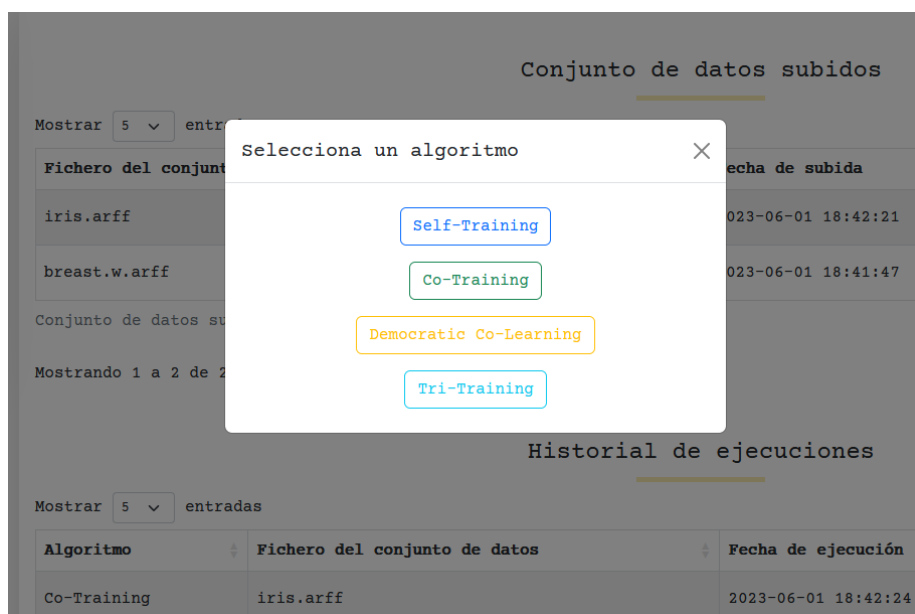 Conjunto de datos subidos
Mostrar 5 entr
Selecciona un algoritmo
Fichero del conjunt
echa de subida
Self-Training
iris.arff
023-06-01 18:42:21
Co-Training
breast.w.arff
023-06-01 18:41:47
Conjunto de datos su
Democratic Co-Learning
Mostrando 1 a 2 de 2
Tri-Training
Historial de ejecuciones
Mostrar 5 entradas
Algoritmo Fichero del conjunto de datos Fecha de ejecución
Co-Training iris.arff 2023-06-01 18:42:24